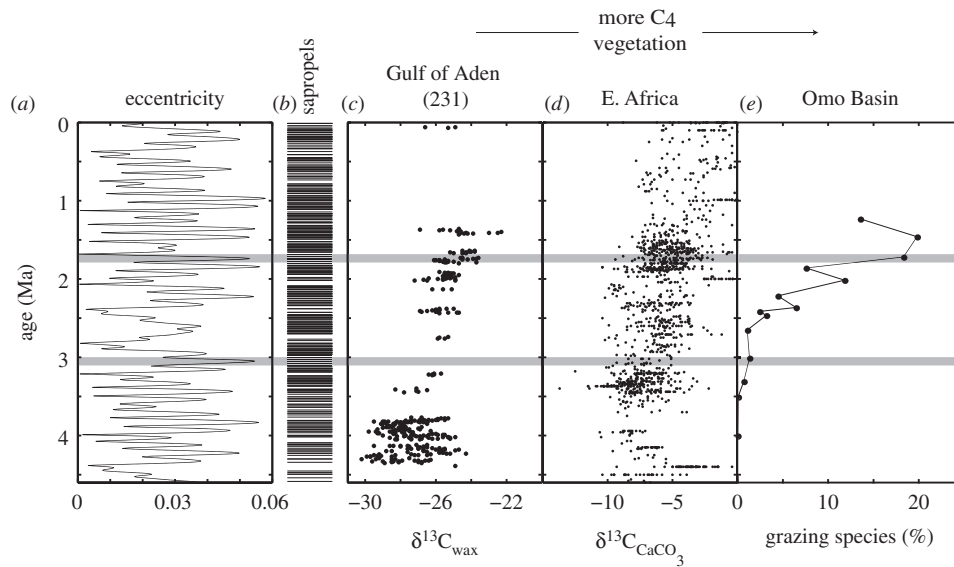 more C4
vegetation
Gulf of Aden
(231)
(a) eccentricity (b) sapropels (c) (d) E. Africa (e) Omo Basin
0
1
2
3
4
age (Ma)
0 0.03 0.06 −30 −26 −22 −10 −5 0 10 20
δ13Cwax δ13CCaCO3 grazing species (%)